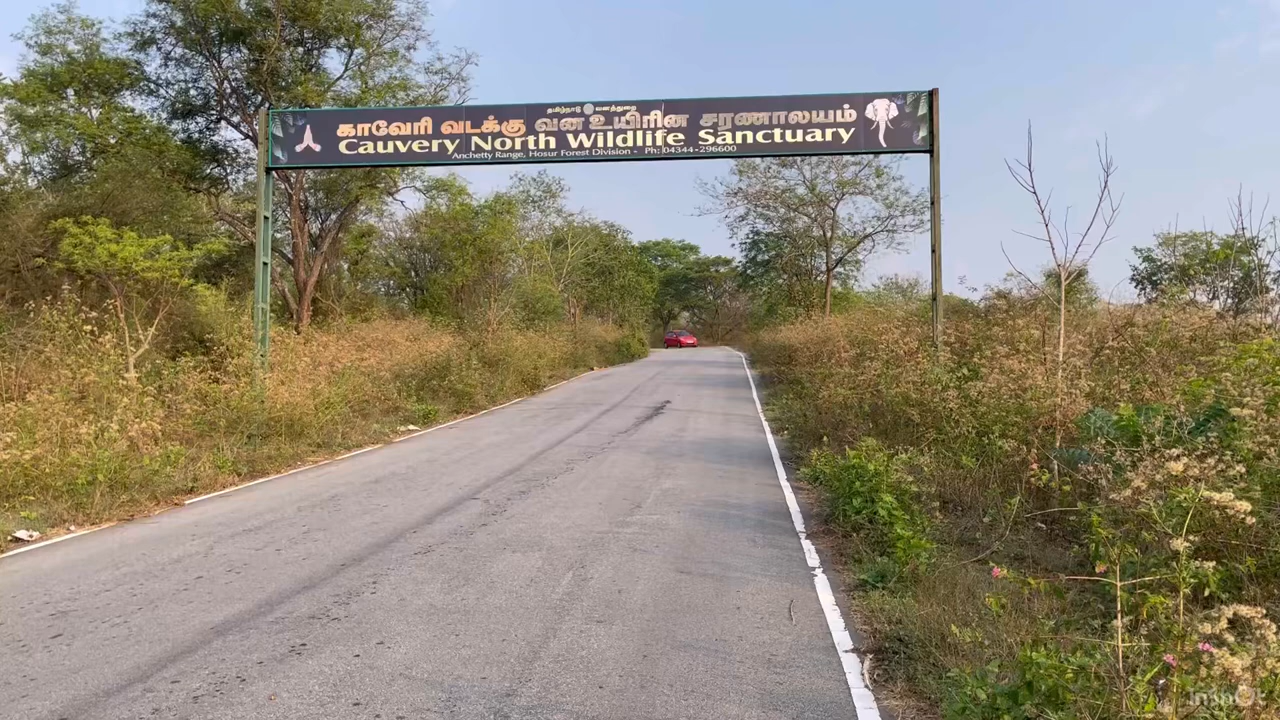 தமிழ்நாடு வனத்துறை
காவேரி வடக்கு வன உயிரின சரணாலயம்
Cauvery North Wildlife Sanctuary
Anchetty Range, Hosur Forest Division - Ph: 04344-296600
InShOt